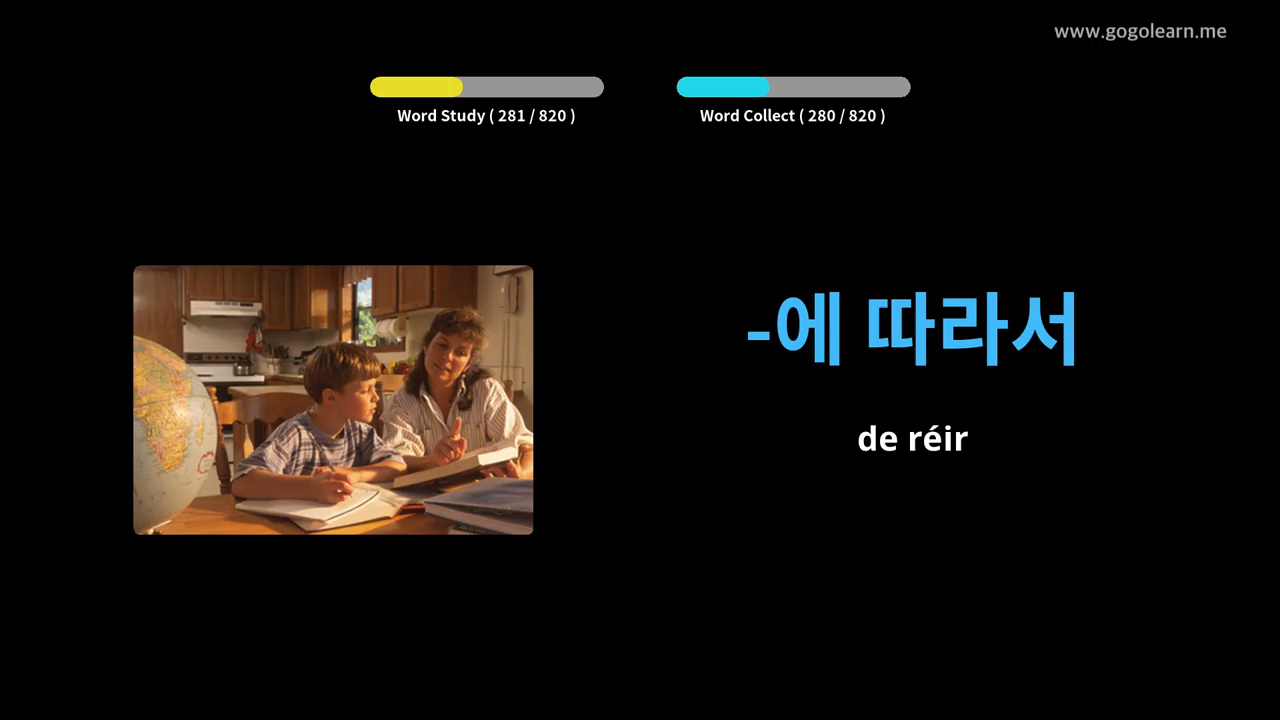 www.gogolearn.me
Word Study ( 281 / 820 )
Word Collect ( 280 / 820 )
-에 따라서
de réir